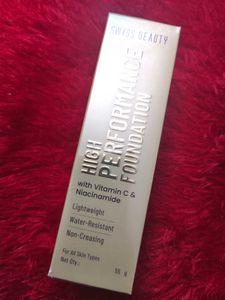 SWISS BEAUTY
HIGH
PERFORMANCE
FOUNDATION
with Vitamin C &
Niacinamide
Lightweight
Water-Resistant
Non-Creasing
For All Skin Types
Net Qty.:
55 g